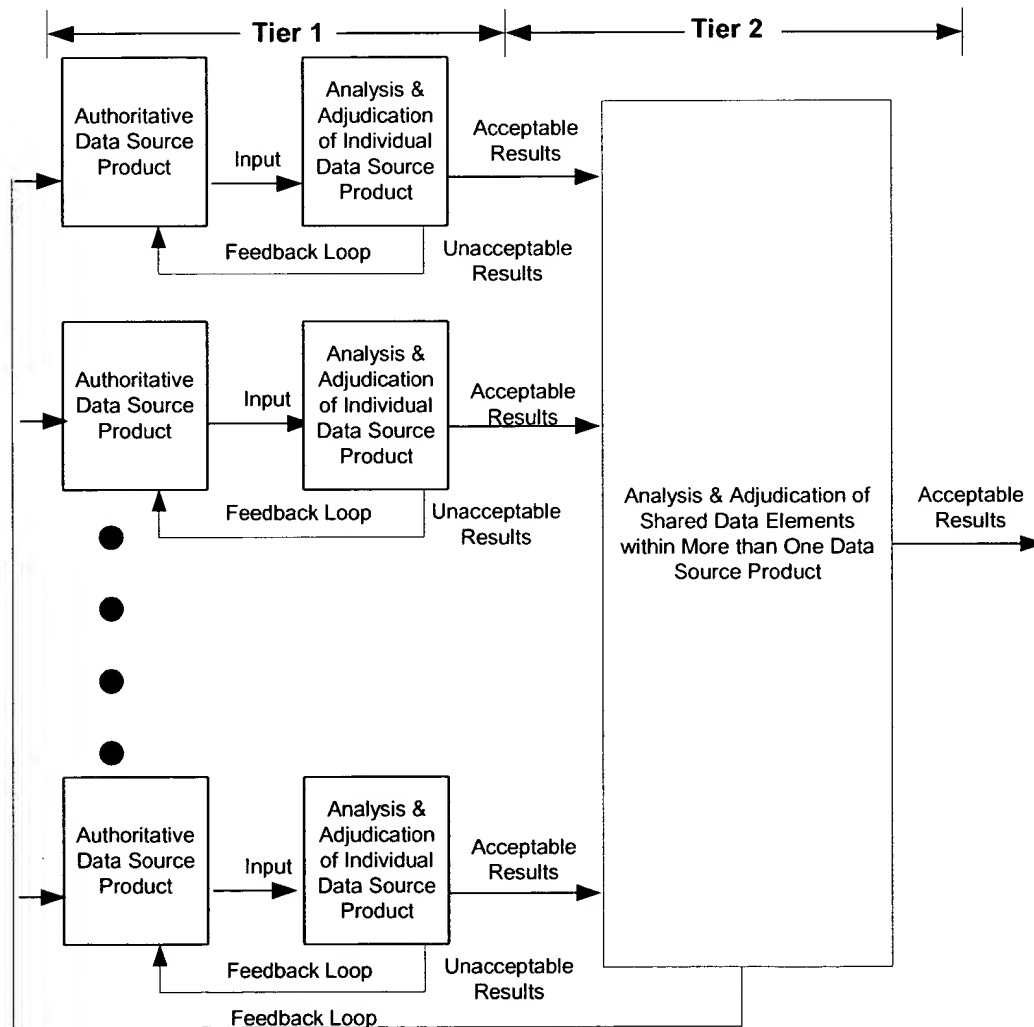 Tier 1
Tier 2
Authoritative
Data Source
Product
Input
Analysis &
Adjudication
of Individual
Data Source
Product
Acceptable
Results
Feedback Loop
Unacceptable
Results
Authoritative
Data Source
Product
Input
Analysis &
Adjudication
of Individual
Data Source
Product
Acceptable
Results
Feedback Loop
Unacceptable
Results
Analysis & Adjudication of
Shared Data Elements
within More than One Data
Source Product
Acceptable
Results
Authoritative
Data Source
Product
Input
Analysis &
Adjudication
of Individual
Data Source
Product
Acceptable
Results
Feedback Loop
Unacceptable
Results
Feedback Loop